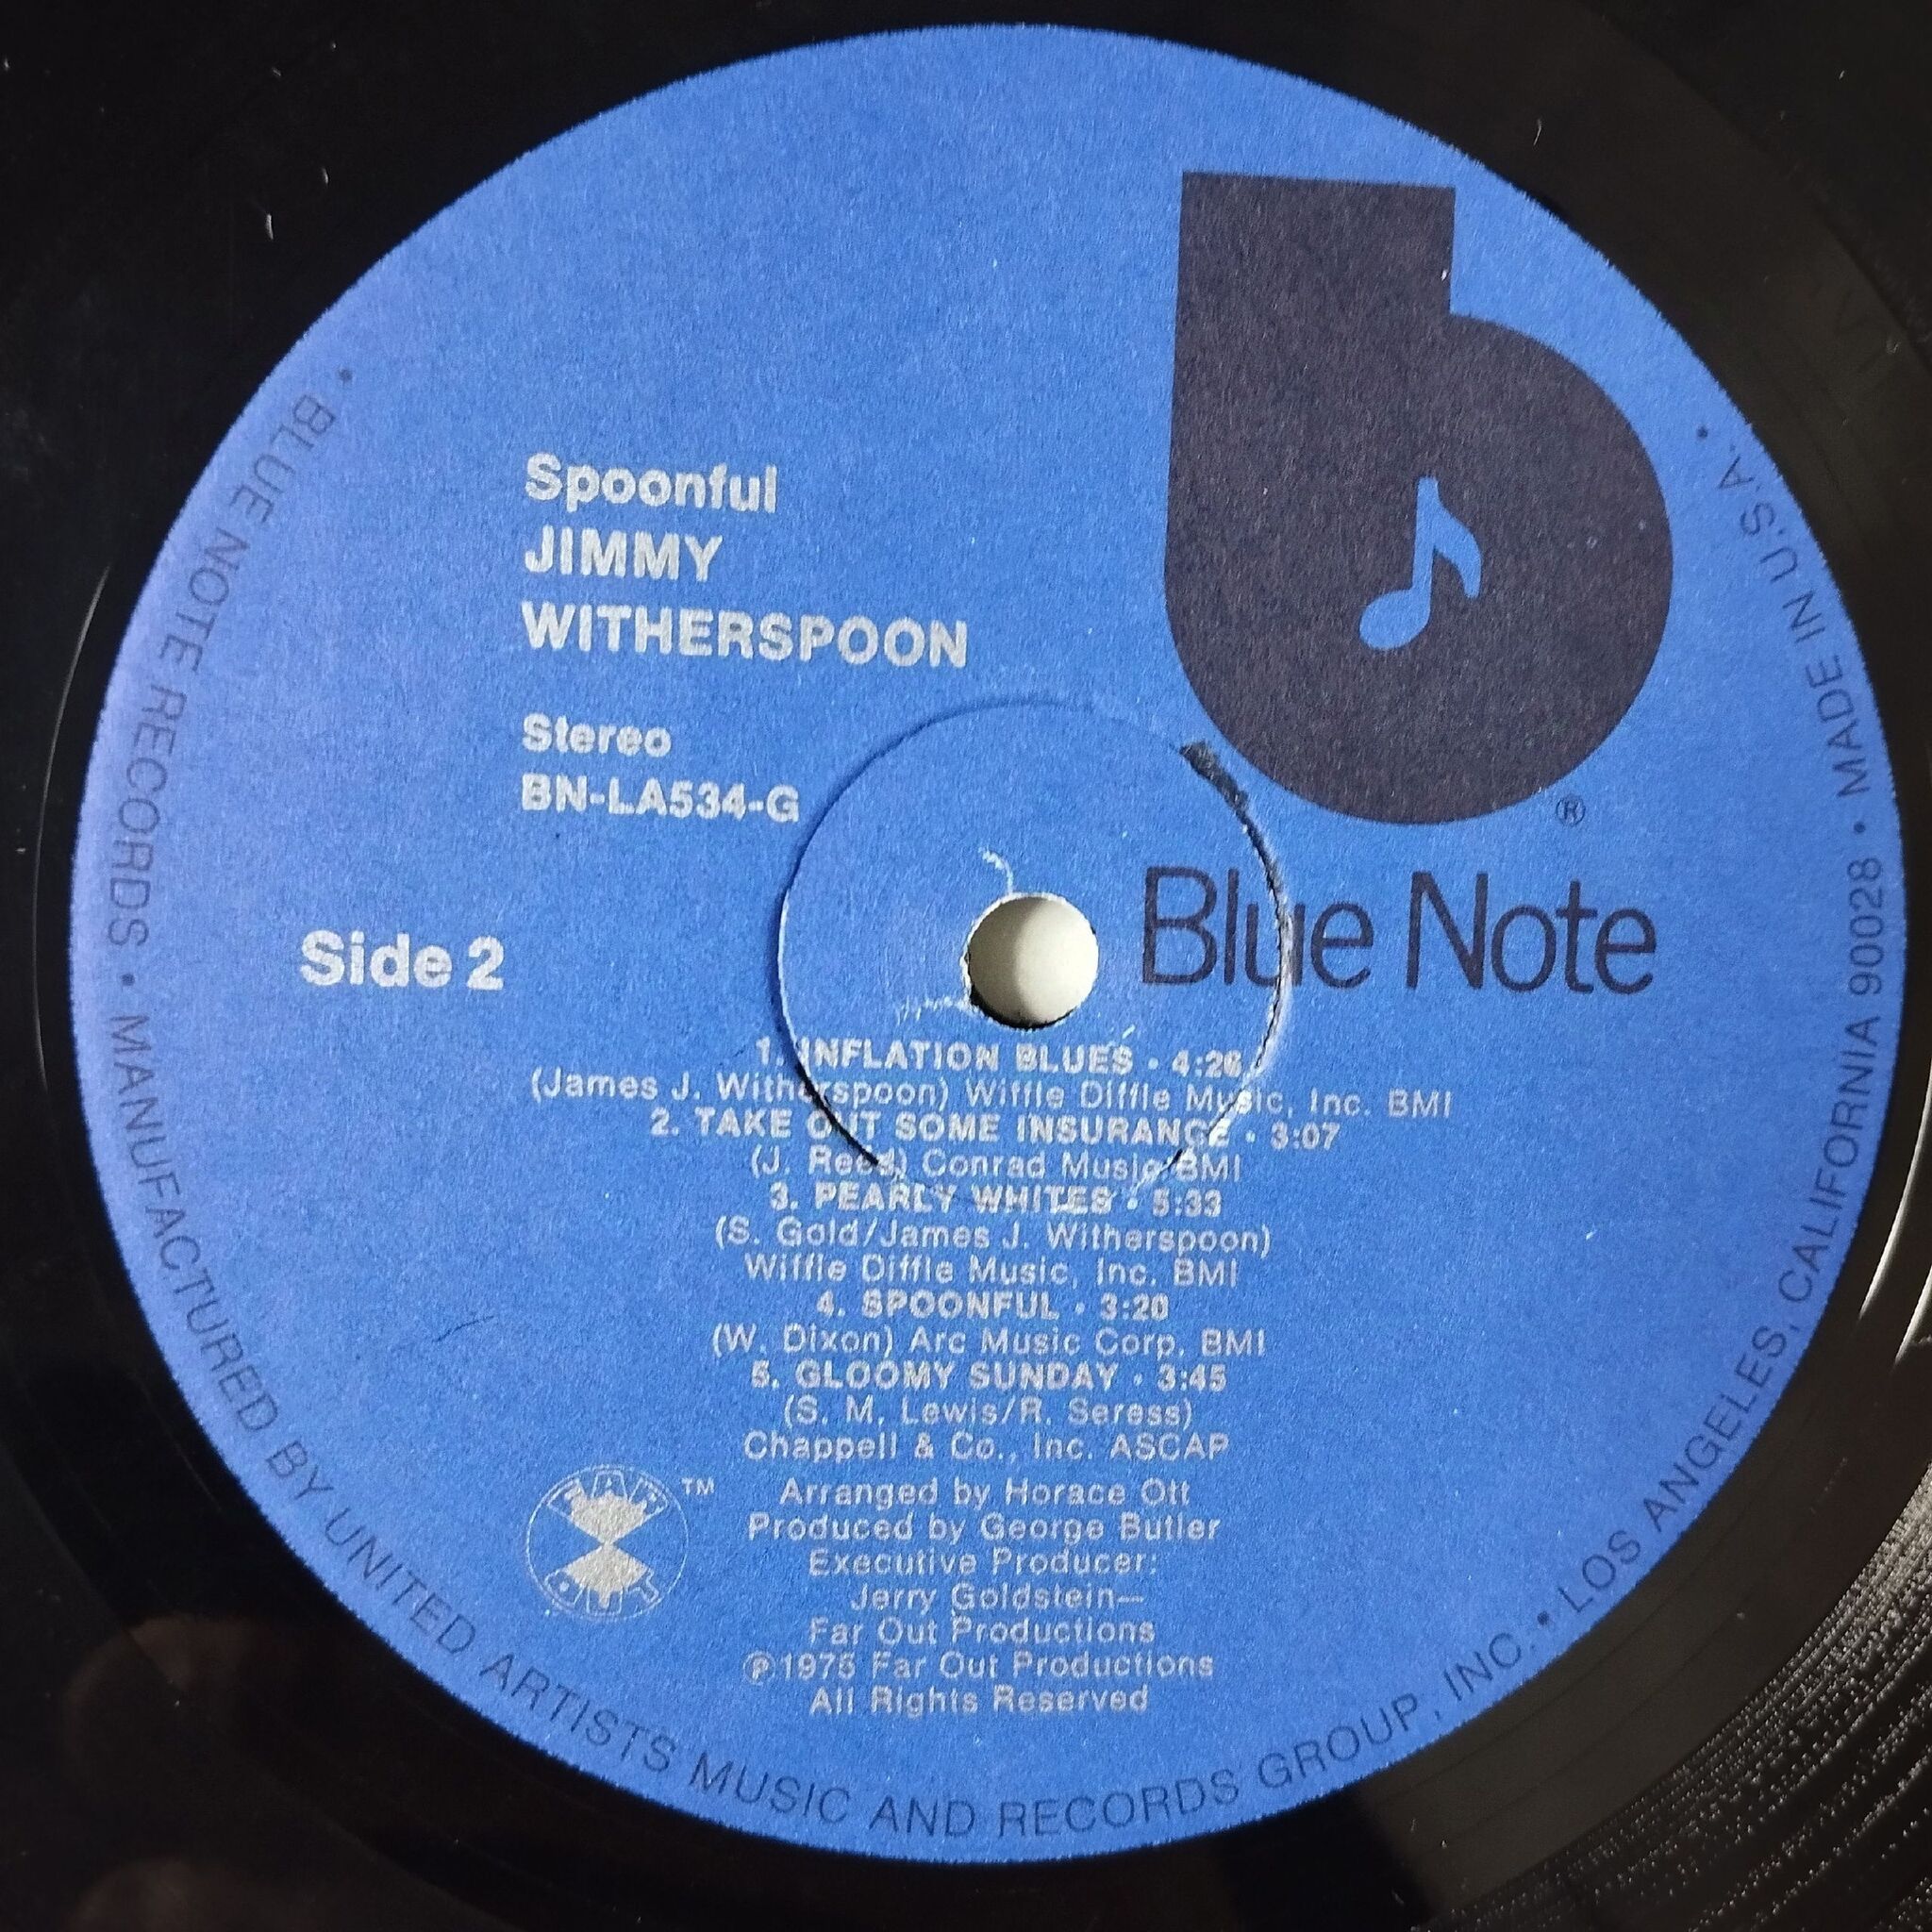 Spoonful
JIMMY
WITHERSPOON
Stereo
BN-LA534-G
®
Blue Note
Side 2
1. INFLATION BLUES • 4:26
(James J. Witherspoon) Wiffle Diffle Music, Inc. BMI
2. TAKE OUT SOME INSURANCE • 3:07
(J. Reed) Conrad Music BMI
3. PEARLY WHITES • 5:33
(S. Gold/James J. Witherspoon)
Wiffle Diffle Music, Inc. BMI
4. SPOONFUL • 3:20
(W. Dixon) Arc Music Corp. BMI
5. GLOOMY SUNDAY • 3:45
(S. M. Lewis/R. Seress)
Chappell & Co., Inc. ASCAP
TM
Arranged by Horace Ott
Produced by George Butler
Executive Producer:
Jerry Goldstein—
Far Out Productions
℗1975 Far Out Productions
All Rights Reserved
• BLUE NOTE RECORDS • MANUFACTURED BY UNITED ARTISTS MUSIC AND RECORDS GROUP, INC. • LOS ANGELES, CALIFORNIA 90028 • MADE IN U.S.A. •